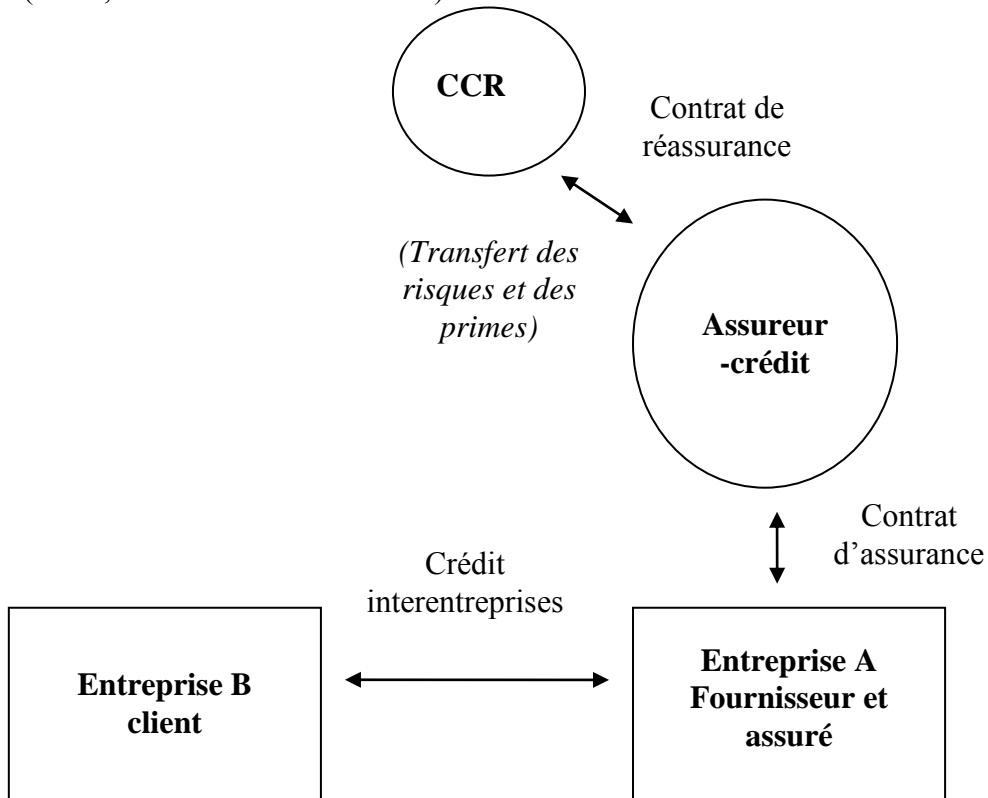 CCR
Contrat de
réassurance
(Transfert des
risques et des
primes)
Assureur
-crédit
Contrat
d’assurance
Crédit
interentreprises
Entreprise B
client
Entreprise A
Fournisseur et
assuré